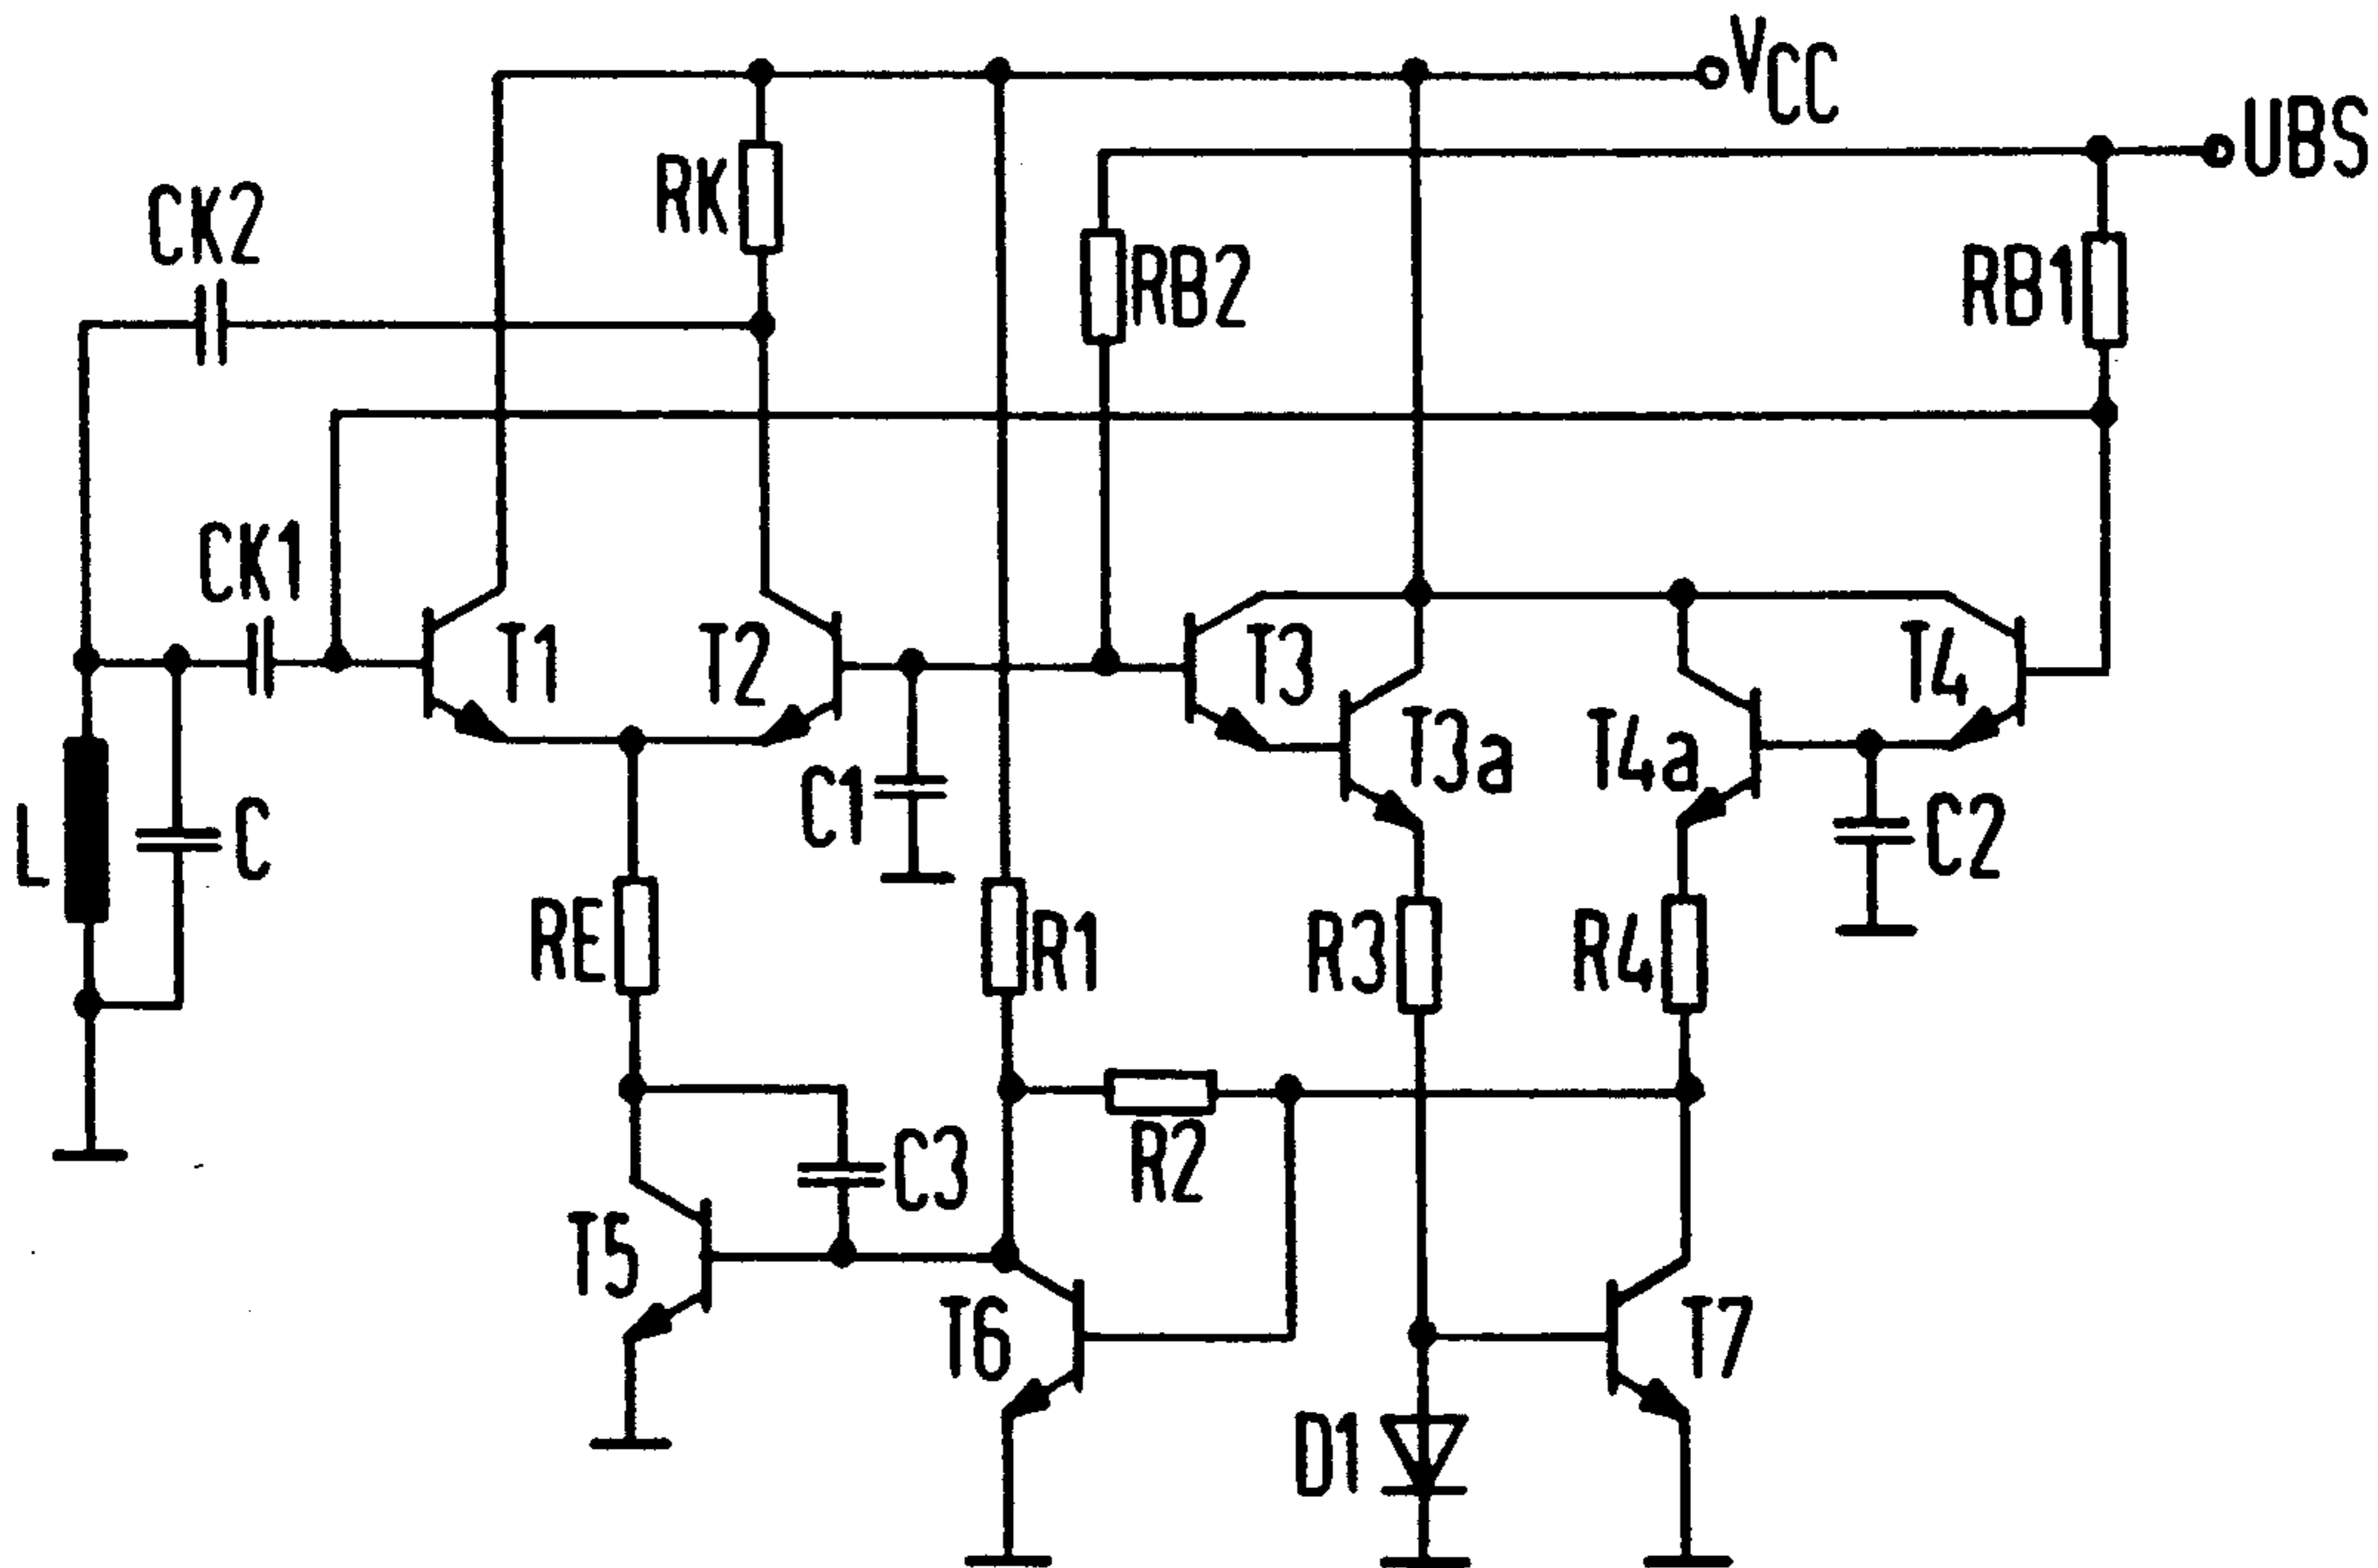 VCC
UBS
RK
CK2
RB2
RB1
CK1
T1
T2
T3
T4
T3a
T4a
C1
C2
L
C
RE
R1
R3
R4
R2
C3
T5
T6
T7
D1